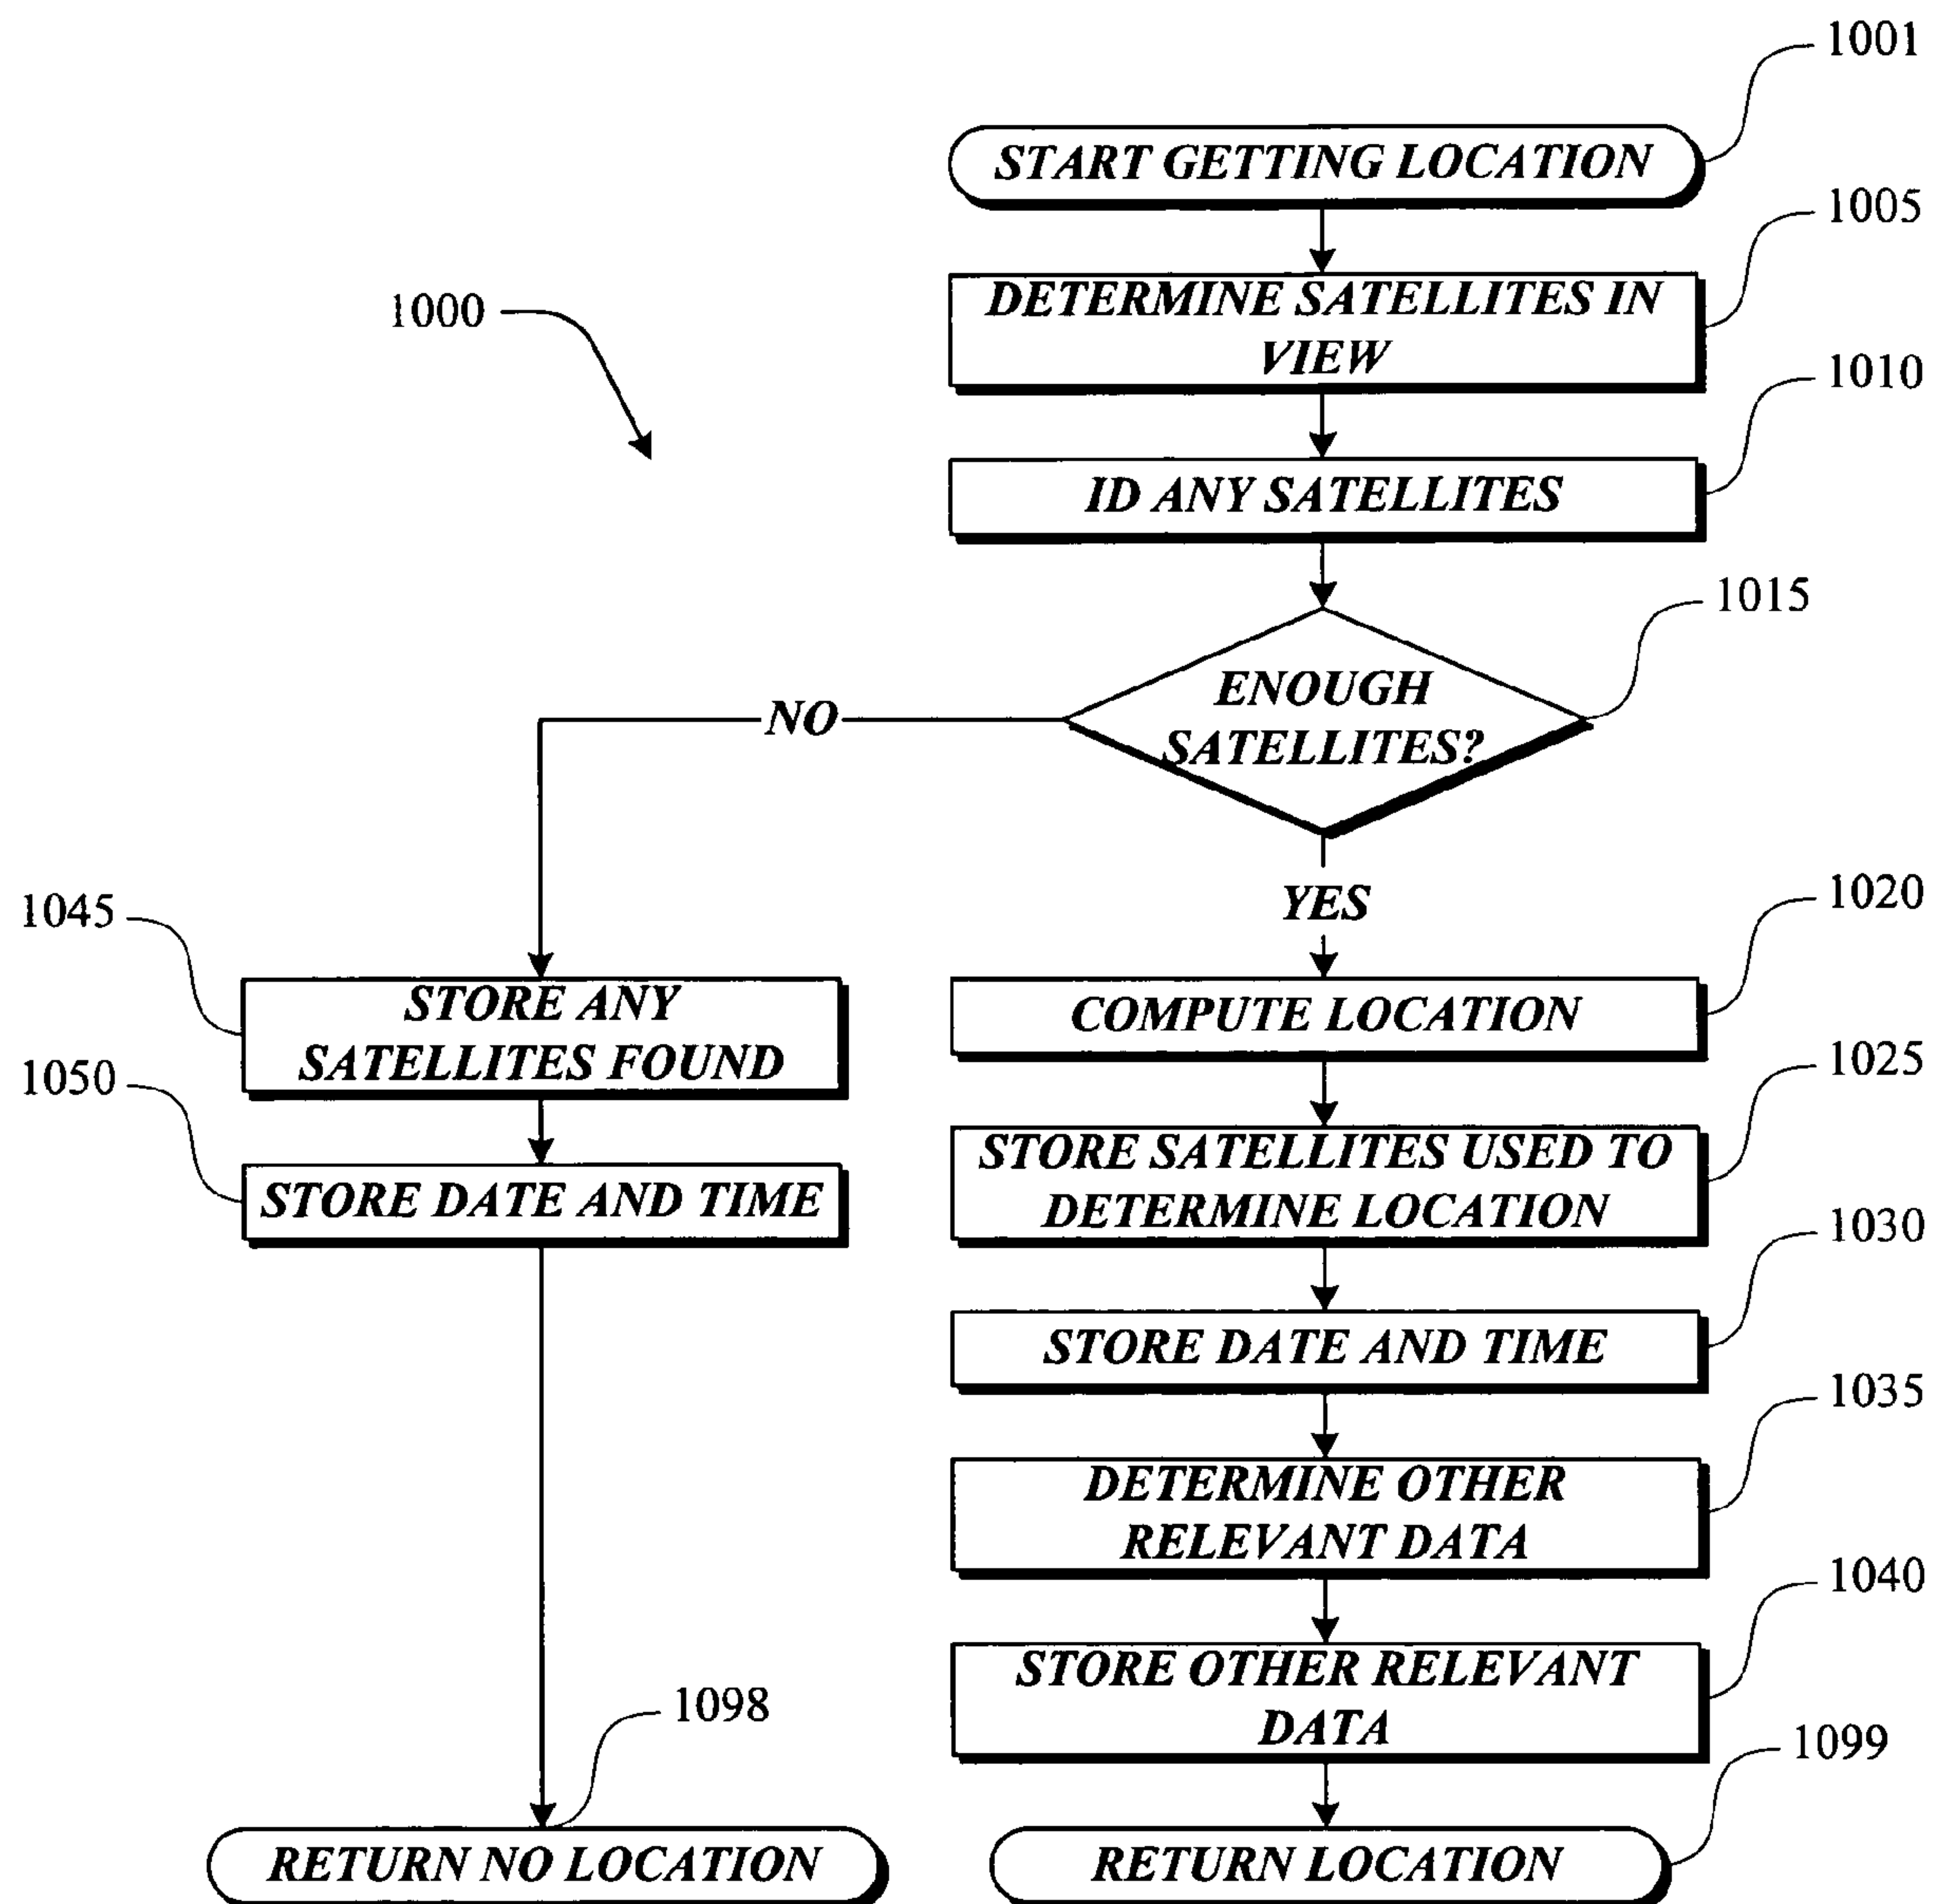 1001
START GETTING LOCATION
1005
DETERMINE SATELLITES IN
VIEW
1000
1010
ID ANY SATELLITES
1015
ENOUGH
SATELLITES?
NO
YES
1045
STORE ANY
SATELLITES FOUND
1050
STORE DATE AND TIME
1020
COMPUTE LOCATION
1025
STORE SATELLITES USED TO
DETERMINE LOCATION
1030
STORE DATE AND TIME
1035
DETERMINE OTHER
RELEVANT DATA
1040
STORE OTHER RELEVANT
DATA
1098
RETURN NO LOCATION
1099
RETURN LOCATION